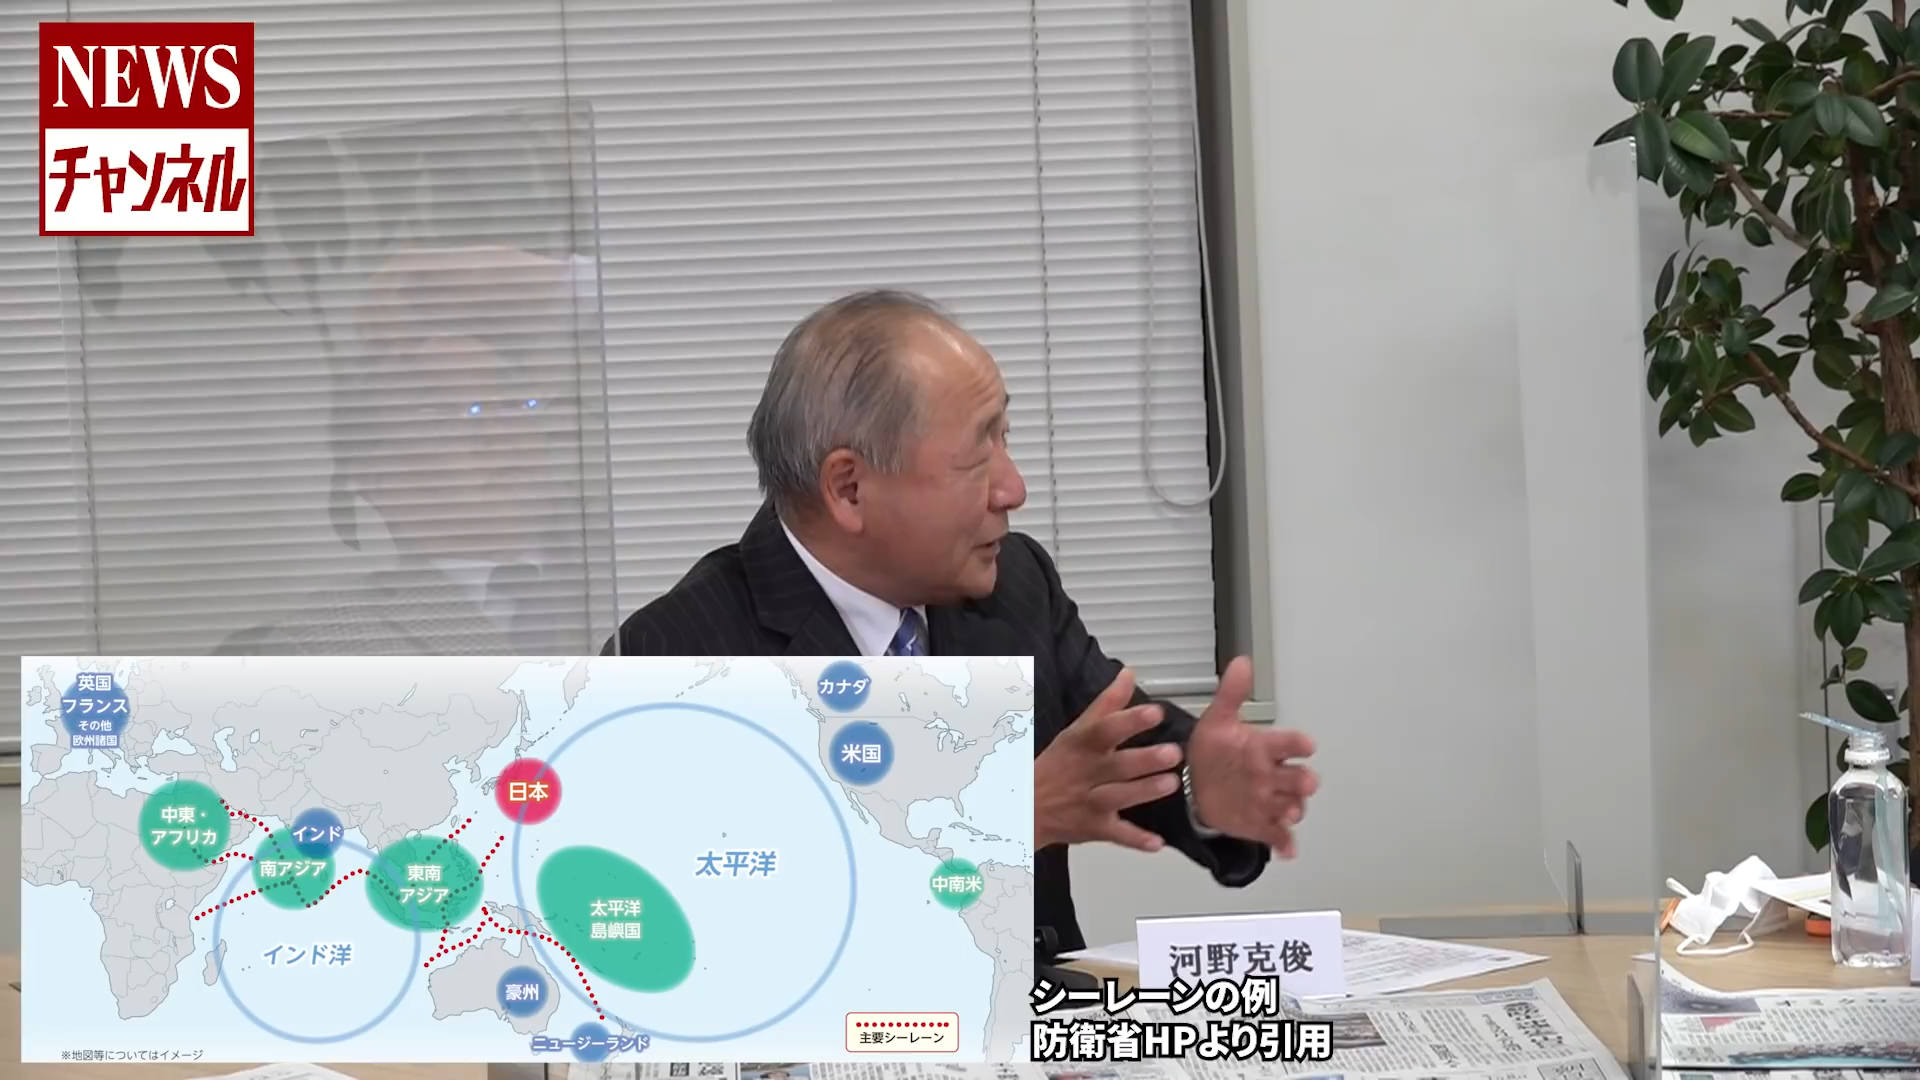 NEWS
チャンネル
英国
フランス
その他
欧州諸国
カナダ
米国
日本
中東・
アフリカ
インド
南アジア
東南
アジア
太平洋
太平洋
島嶼国
中南米
インド洋
豪州
ニュージーランド
主要シーレーン
※地図等についてはイメージ
河野克俊
シーレーンの例
防衛省HPより引用